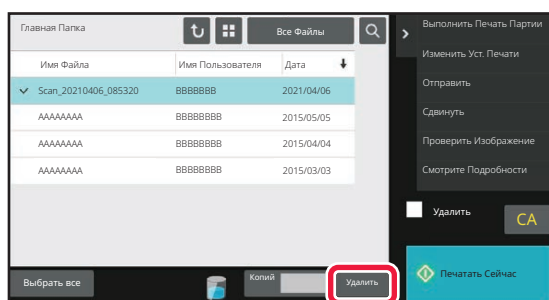 Главная Папка
Все Файлы
Имя Файла Имя Пользователя Дата
Scan_20210406_085320 BBBBBBB 2021/04/06
AAAAAAAA BBBBBBBB 2015/05/05
AAAAAAAA BBBBBBBB 2015/04/04
AAAAAAAA BBBBBBBB 2015/03/03
Выбрать все
Копий
Удалить
Выполнить Печать Партии
Изменить Уст. Печати
Отправить
Сдвинуть
Проверить Изображение
Смотрите Подробности
Удалить
CA
Печатать Сейчас